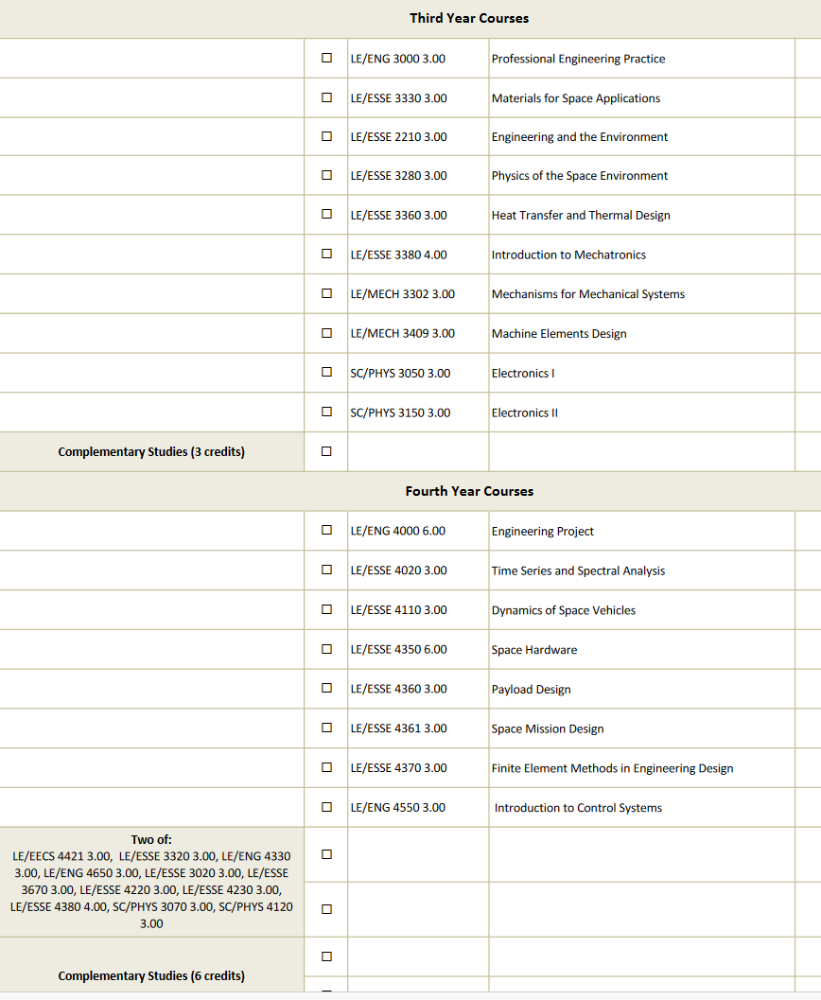 Third Year Courses
☐ LE/ENG 3000 3.00 Professional Engineering Practice
☐ LE/ESSE 3330 3.00 Materials for Space Applications
☐ LE/ESSE 2210 3.00 Engineering and the Environment
☐ LE/ESSE 3280 3.00 Physics of the Space Environment
☐ LE/ESSE 3360 3.00 Heat Transfer and Thermal Design
☐ LE/ESSE 3380 4.00 Introduction to Mechatronics
☐ LE/MECH 3302 3.00 Mechanisms for Mechanical Systems
☐ LE/MECH 3409 3.00 Machine Elements Design
☐ SC/PHYS 3050 3.00 Electronics I
☐ SC/PHYS 3150 3.00 Electronics II
Complementary Studies (3 credits) ☐
Fourth Year Courses
☐ LE/ENG 4000 6.00 Engineering Project
☐ LE/ESSE 4020 3.00 Time Series and Spectral Analysis
☐ LE/ESSE 4110 3.00 Dynamics of Space Vehicles
☐ LE/ESSE 4350 6.00 Space Hardware
☐ LE/ESSE 4360 3.00 Payload Design
☐ LE/ESSE 4361 3.00 Space Mission Design
☐ LE/ESSE 4370 3.00 Finite Element Methods in Engineering Design
☐ LE/ENG 4550 3.00 Introduction to Control Systems
Two of:
LE/EECS 4421 3.00, LE/ESSE 3320 3.00, LE/ENG 4330
3.00, LE/ENG 4650 3.00, LE/ESSE 3020 3.00, LE/ESSE
3670 3.00, LE/ESSE 4220 3.00, LE/ESSE 4230 3.00,
LE/ESSE 4380 4.00, SC/PHYS 3070 3.00, SC/PHYS 4120
3.00
☐
☐
Complementary Studies (6 credits) ☐